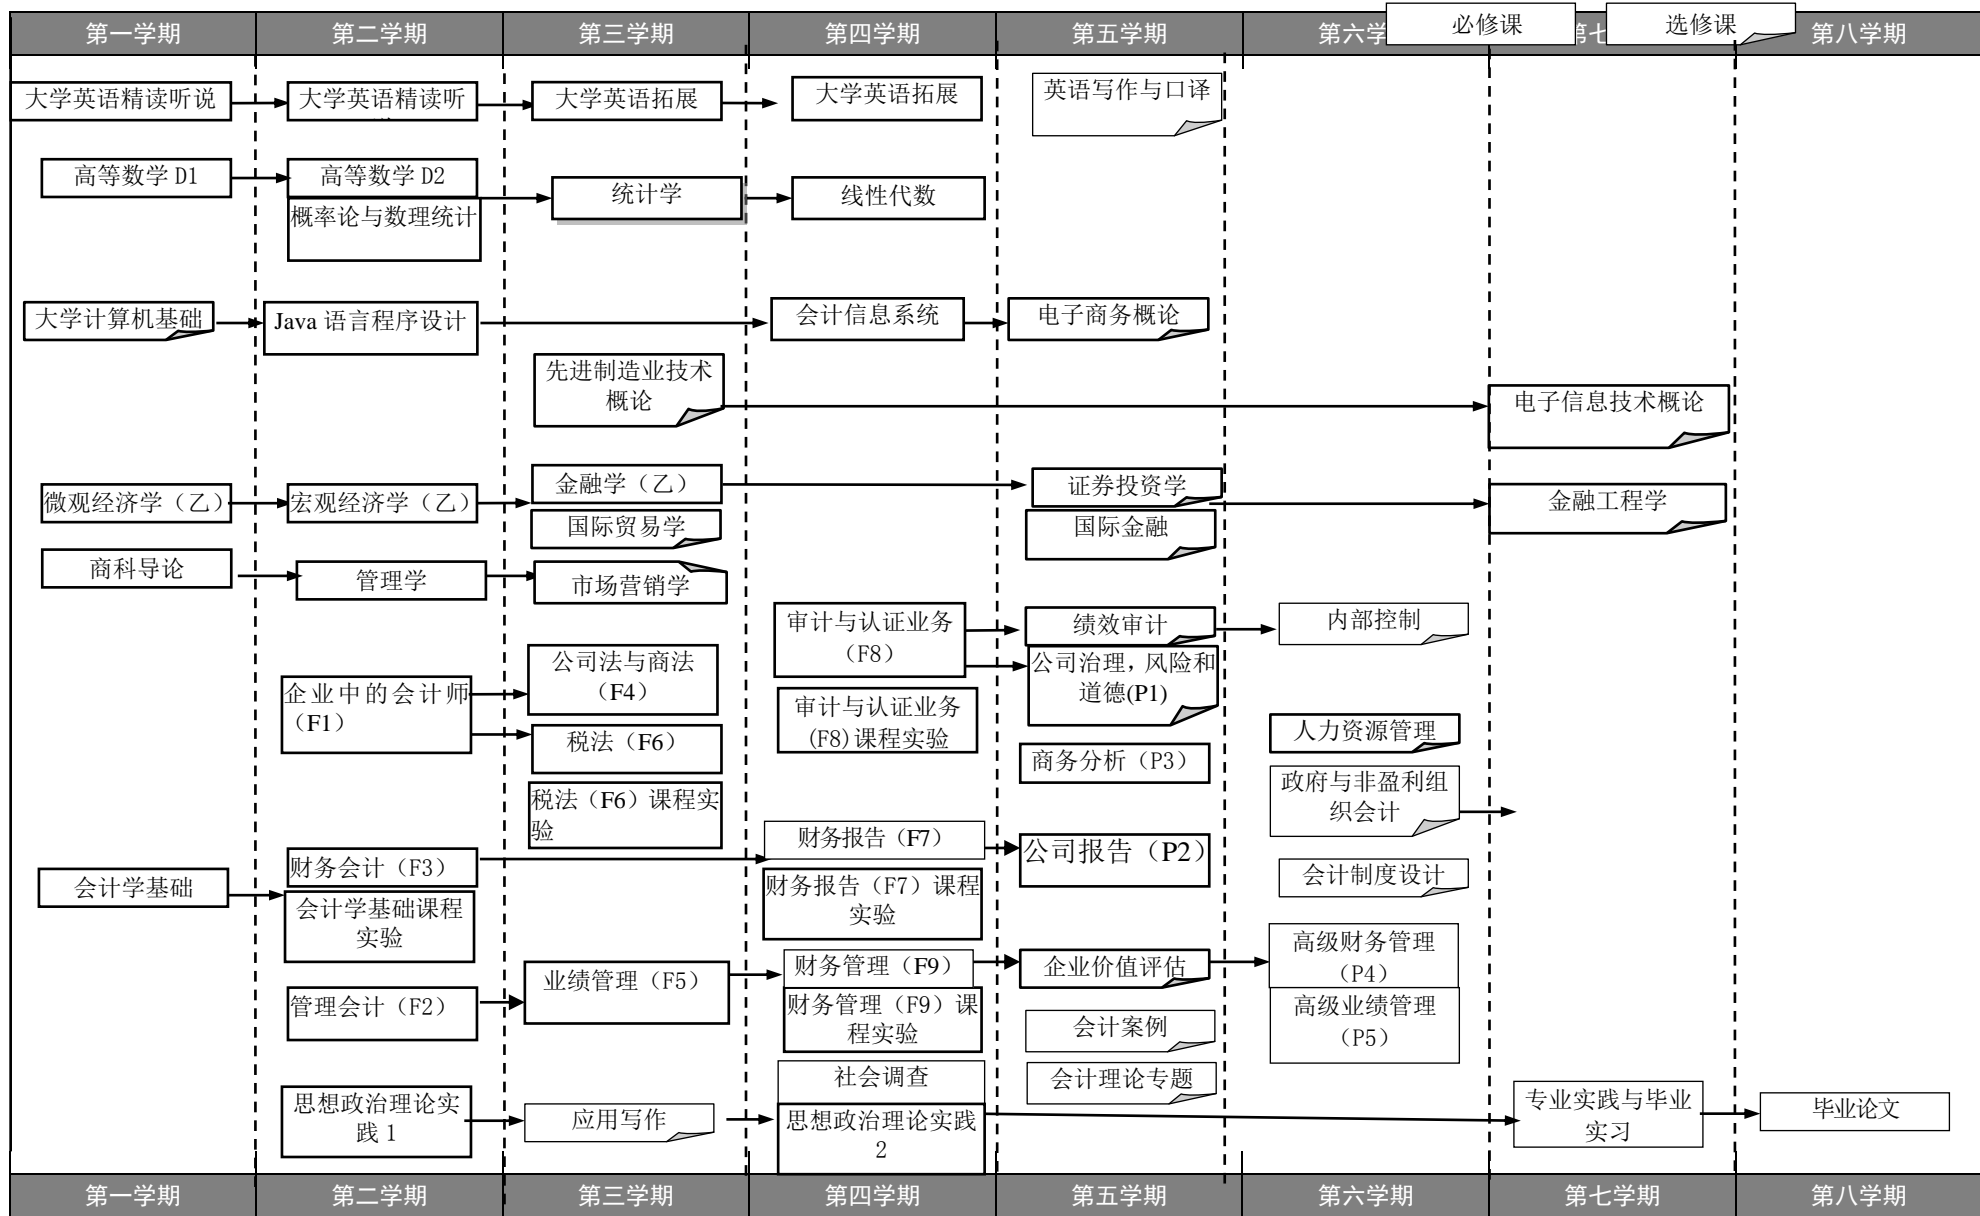 第一学期
第二学期
第三学期
第四学期
第五学期
第六学
必修课
选修课
第八学期
大学英语精读听说
大学英语精读听
大学英语拓展
大学英语拓展
英语写作与口译
高等数学 D1
高等数学 D2
统计学
线性代数
概率论与数理统计
大学计算机基础
Java 语言程序设计
会计信息系统
电子商务概论
先进制造业技术
概论
电子信息技术概论
微观经济学（乙）
宏观经济学（乙）
金融学（乙）
证券投资学
金融工程学
国际贸易学
国际金融
商科导论
管理学
市场营销学
审计与认证业务
（F8）
绩效审计
内部控制
企业中的会计师
（F1）
公司法与商法
（F4）
公司治理，风险和
道德(P1)
税法（F6）
审计与认证业务
(F8)课程实验
商务分析（P3）
人力资源管理
税法（F6）课程实
验
政府与非盈利组
织会计
财务报告（F7）
公司报告（P2）
会计学基础
财务会计（F3）
会计学基础课程
实验
财务报告（F7）课程
实验
会计制度设计
管理会计（F2）
业绩管理（F5）
财务管理（F9）
企业价值评估
高级财务管理
（P4）
财务管理（F9）课
程实验
会计案例
高级业绩管理
（P5）
社会调查
会计理论专题
思想政治理论实
践 1
应用写作
思想政治理论实践
2
专业实践与毕业
实习
毕业论文
第一学期
第二学期
第三学期
第四学期
第五学期
第六学期
第七学期
第八学期